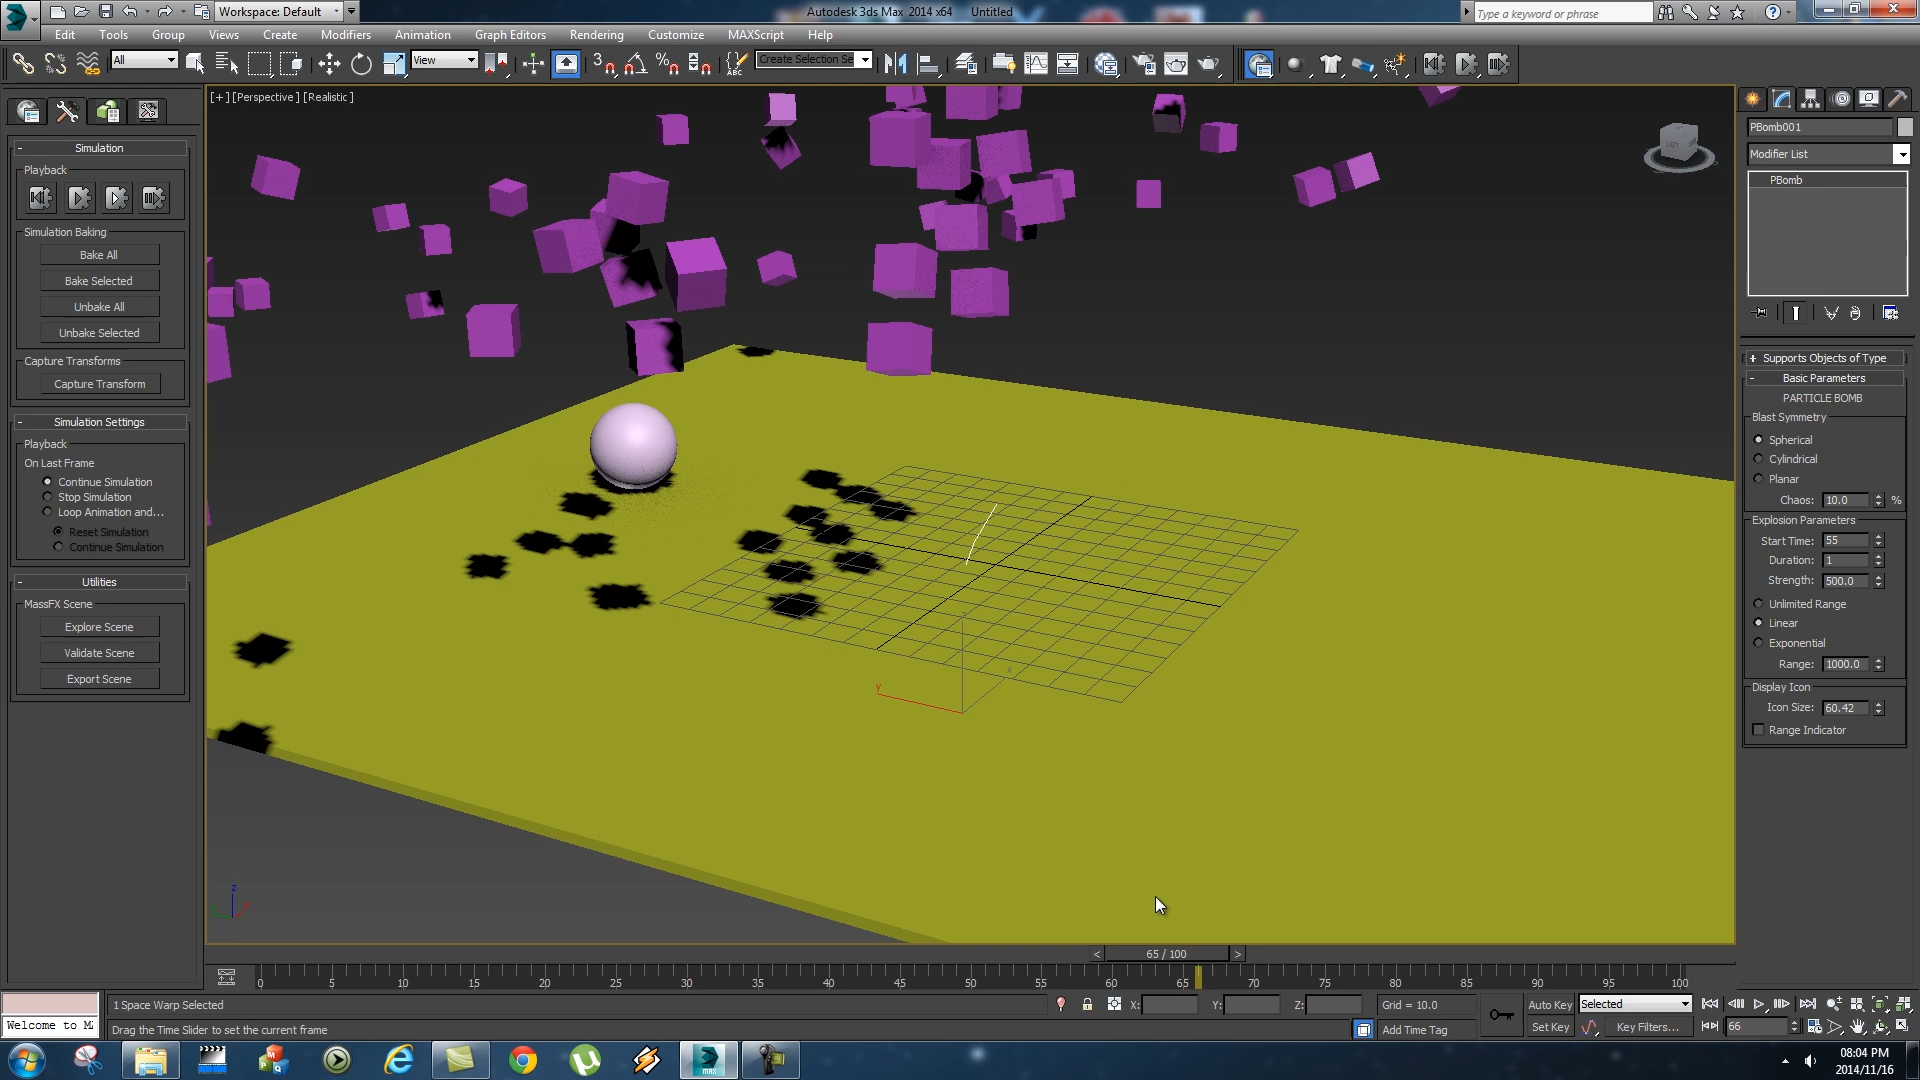 Workspace: Default
Autodesk 3ds Max 2014 x64 Untitled
Type a keyword or phrase
Edit Tools Group Views Create Modifiers Animation Graph Editors Rendering Customize MAXScript Help
All
View
3
Create Selection Se
[+] [Perspective ] [Realistic ]
Simulation
Playback
Simulation Baking
Bake All
Bake Selected
Unbake All
Unbake Selected
Capture Transforms
Capture Transform
Simulation Settings
Playback
On Last Frame
Continue Simulation
Stop Simulation
Loop Animation and...
Reset Simulation
Continue Simulation
Utilities
MassFX Scene
Explore Scene
Validate Scene
Export Scene
y
x
z
PBomb001
Modifier List
PBomb
+ Supports Objects of Type
- Basic Parameters
PARTICLE BOMB
Blast Symmetry
Spherical
Cylindrical
Planar
Chaos: 10.0 %
Explosion Parameters
Start Time: 55
Duration: 1
Strength: 500.0
Unlimited Range
Linear
Exponential
Range: 1000.0
Display Icon
Icon Size: 60.42
Range Indicator
< 65 / 100 >
0 5 10 15 20 25 30 35 40 45 50 55 60 65 70 75 80 85 90 95 100
1 Space Warp Selected
X: Y: Z: Grid = 10.0
Auto Key Selected
Welcome to M
Drag the Time Slider to set the current frame
Add Time Tag
Set Key Key Filters...
66
MAX
08:04 PM
2014/11/16